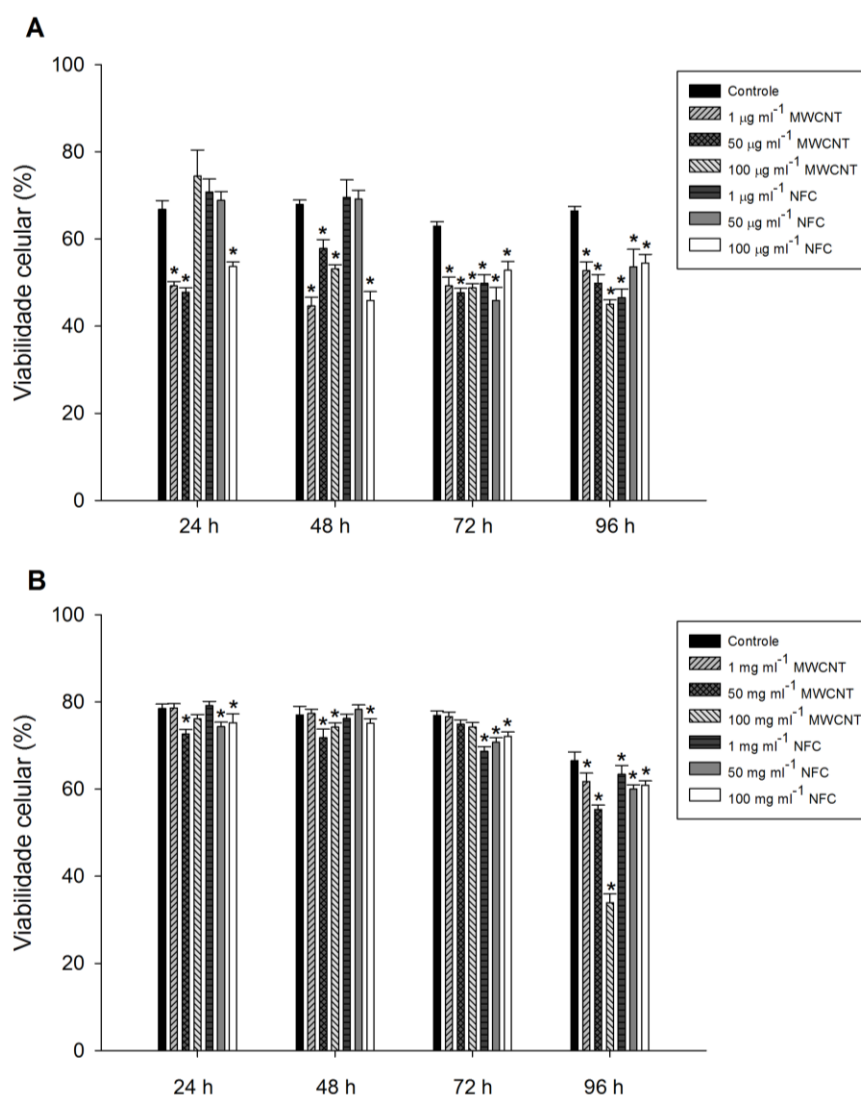 A
100
80
60
40
20
0
Viabilidade celular (%)
* * *
* * * *
* * * * * *
* * * * * *
24 h 48 h 72 h 96 h
Controle
1 μg ml⁻¹ MWCNT
50 μg ml⁻¹ MWCNT
100 μg ml⁻¹ MWCNT
1 μg ml⁻¹ NFC
50 μg ml⁻¹ NFC
100 μg ml⁻¹ NFC
B
100
80
60
40
20
0
Viabilidade celular (%)
* * *
* * *
* * *
* * * * * *
24 h 48 h 72 h 96 h
Controle
1 mg ml⁻¹ MWCNT
50 mg ml⁻¹ MWCNT
100 mg ml⁻¹ MWCNT
1 mg ml⁻¹ NFC
50 mg ml⁻¹ NFC
100 mg ml⁻¹ NFC